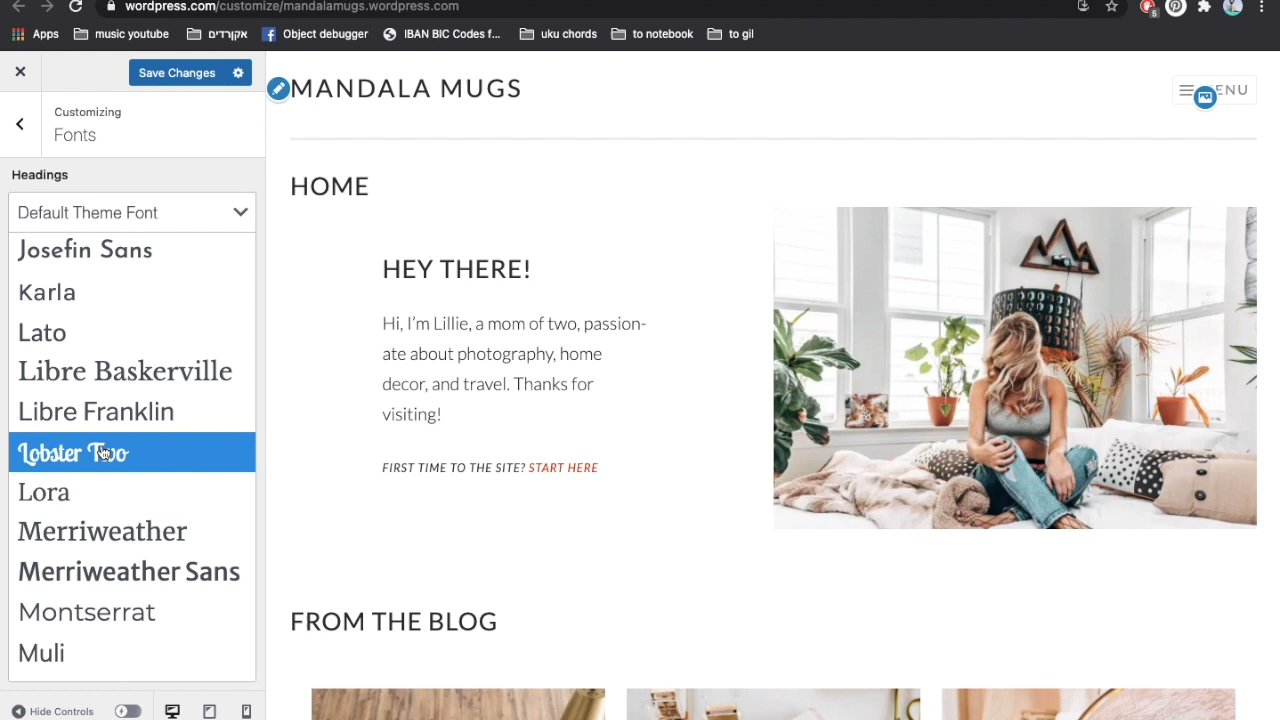 wordpress.com/customize/mandalamugs.wordpress.com
5
Apps music youtube אקורדים Object debugger IBAN BIC Codes f... uku chords to notebook to gil
Save Changes
Customizing
Fonts
Headings
Default Theme Font
Josefin Sans
Karla
Lato
Libre Baskerville
Libre Franklin
Lobster Two
Lora
Merriweather
Merriweather Sans
Montserrat
Muli
Hide Controls
MANDALA MUGS
ENU
HOME
HEY THERE!
Hi, I'm Lillie, a mom of two, passion-
ate about photography, home
decor, and travel. Thanks for
visiting!
FIRST TIME TO THE SITE? START HERE
FROM THE BLOG